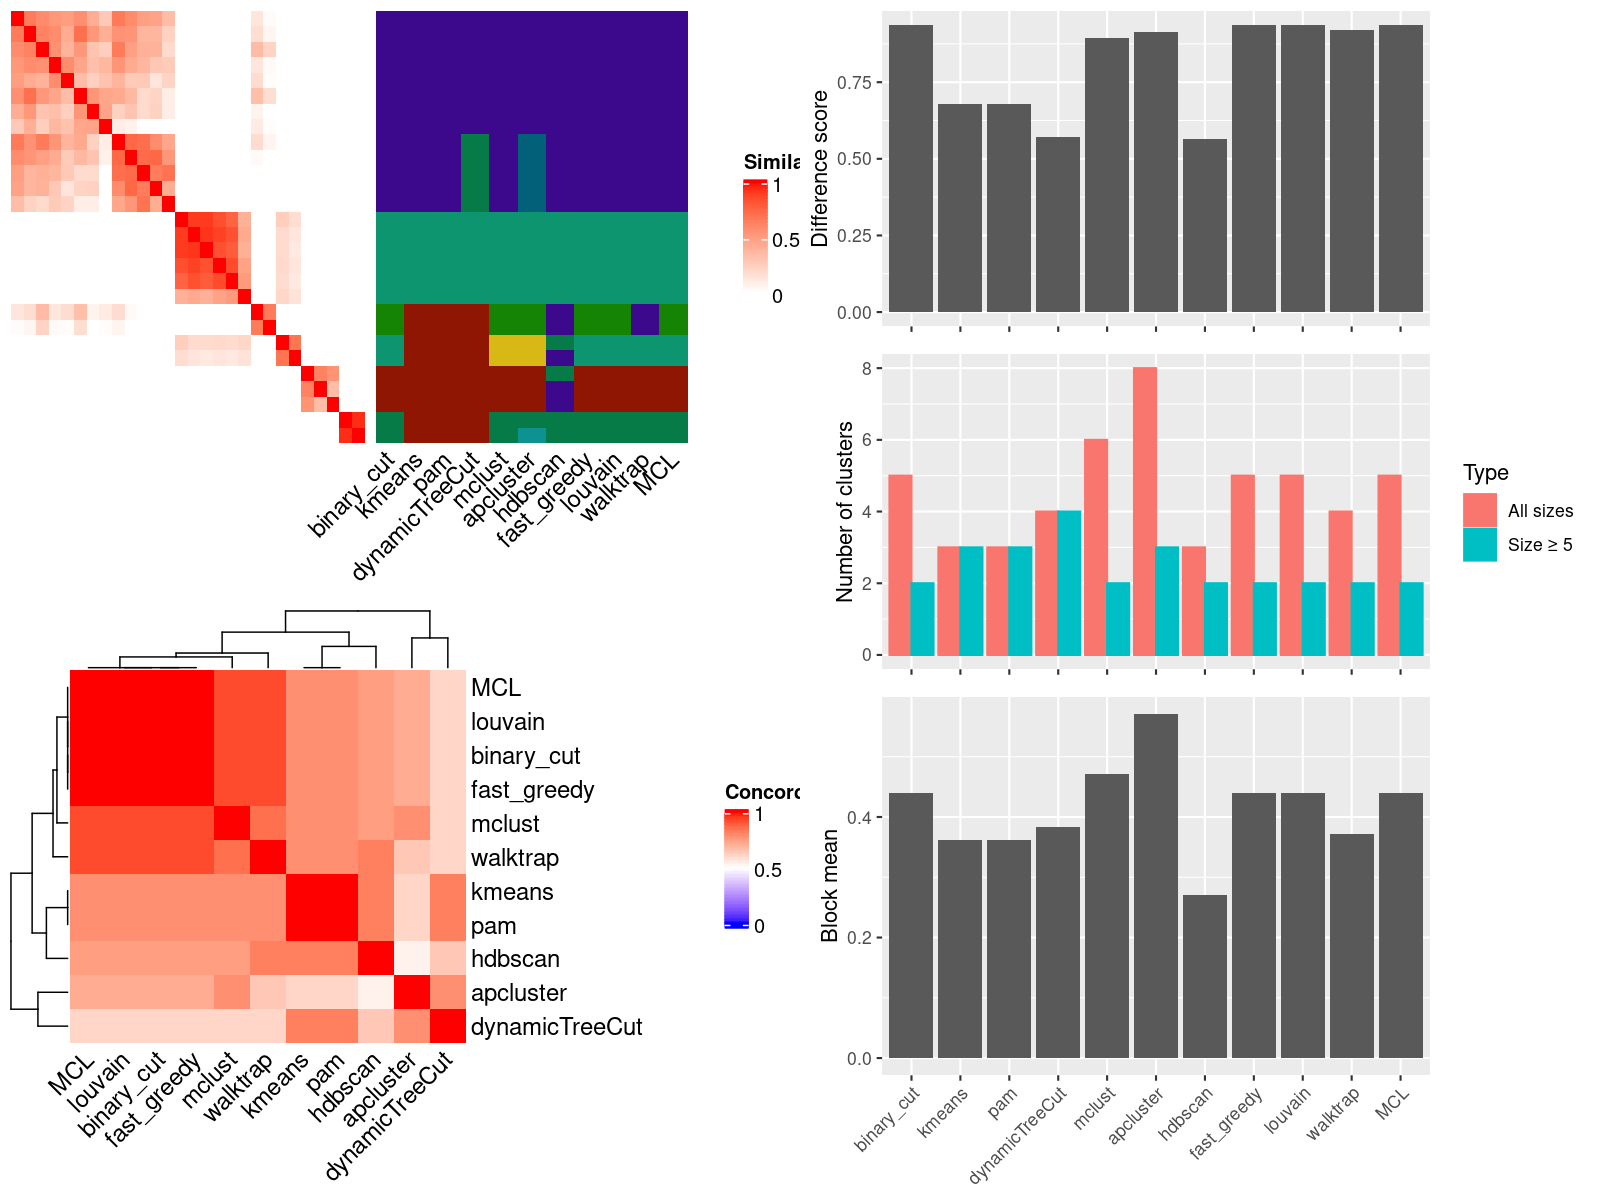 Simila
1
0.5
0
binary_cut
kmeans
pam
dynamicTreeCut
mclust
apcluster
hdbscan
fast_greedy
louvain
walktrap
MCL
MCL
louvain
binary_cut
fast_greedy
mclust
walktrap
kmeans
pam
hdbscan
apcluster
dynamicTreeCut
Concord
1
0.5
0
MCL
louvain
binary_cut
fast_greedy
mclust
walktrap
kmeans
pam
hdbscan
apcluster
dynamicTreeCut
Difference score
0.75
0.50
0.25
0.00
Number of clusters
8
6
4
2
0
Type
All sizes
Size ≥ 5
Block mean
0.4
0.2
0.0
binary_cut
kmeans
pam
dynamicTreeCut
mclust
apcluster
hdbscan
fast_greedy
louvain
walktrap
MCL